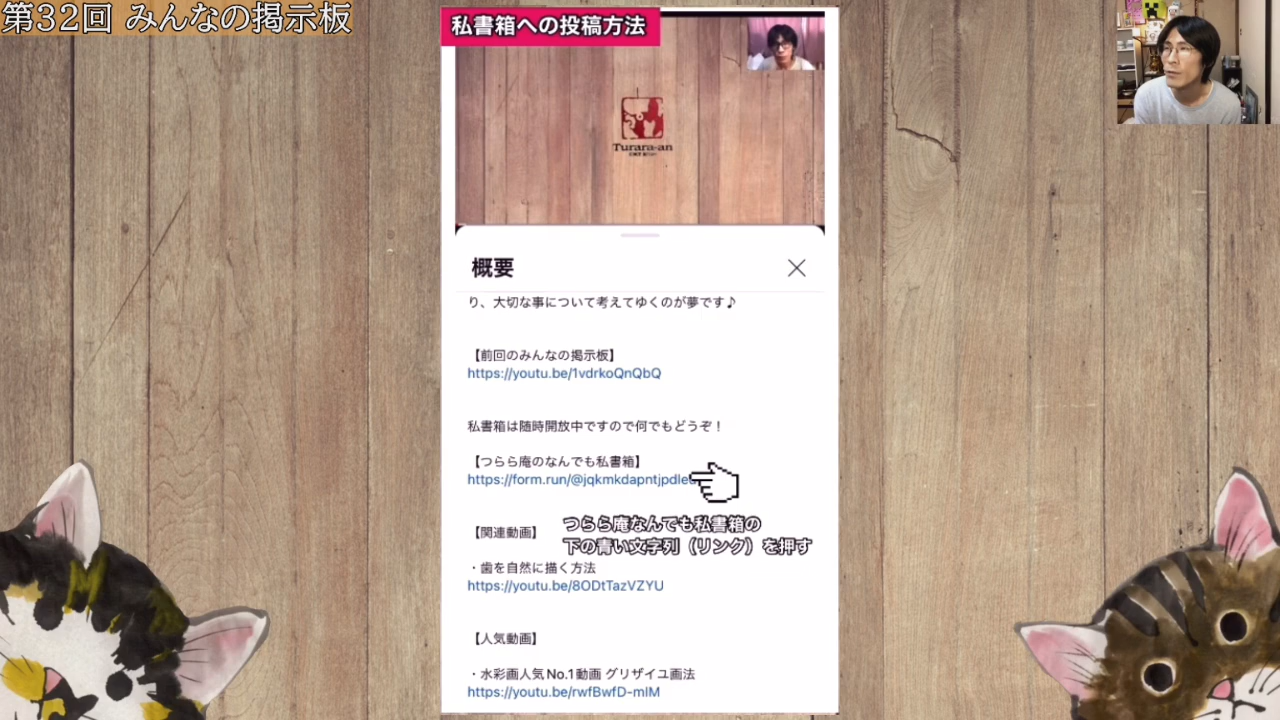 第32回 みんなの掲示板
私書箱への投稿方法
Turara-an
概要
り、大切な事について考えてゆくのが夢です♪
【前回のみんなの掲示板】
https://youtu.be/1vdrkoQnQbQ
私書箱は随時開放中ですので何でもどうぞ！
【つらら庵のなんでも私書箱】
https://form.run/@jqkmkdapntjpdle
つらら庵なんでも私書箱の
下の青い文字列（リンク）を押す
【関連動画】
・歯を自然に描く方法
https://youtu.be/8ODtTazVZYU
【人気動画】
・水彩画人気No.1動画 グリザイユ画法
https://youtu.be/rwfBwfD-mIM